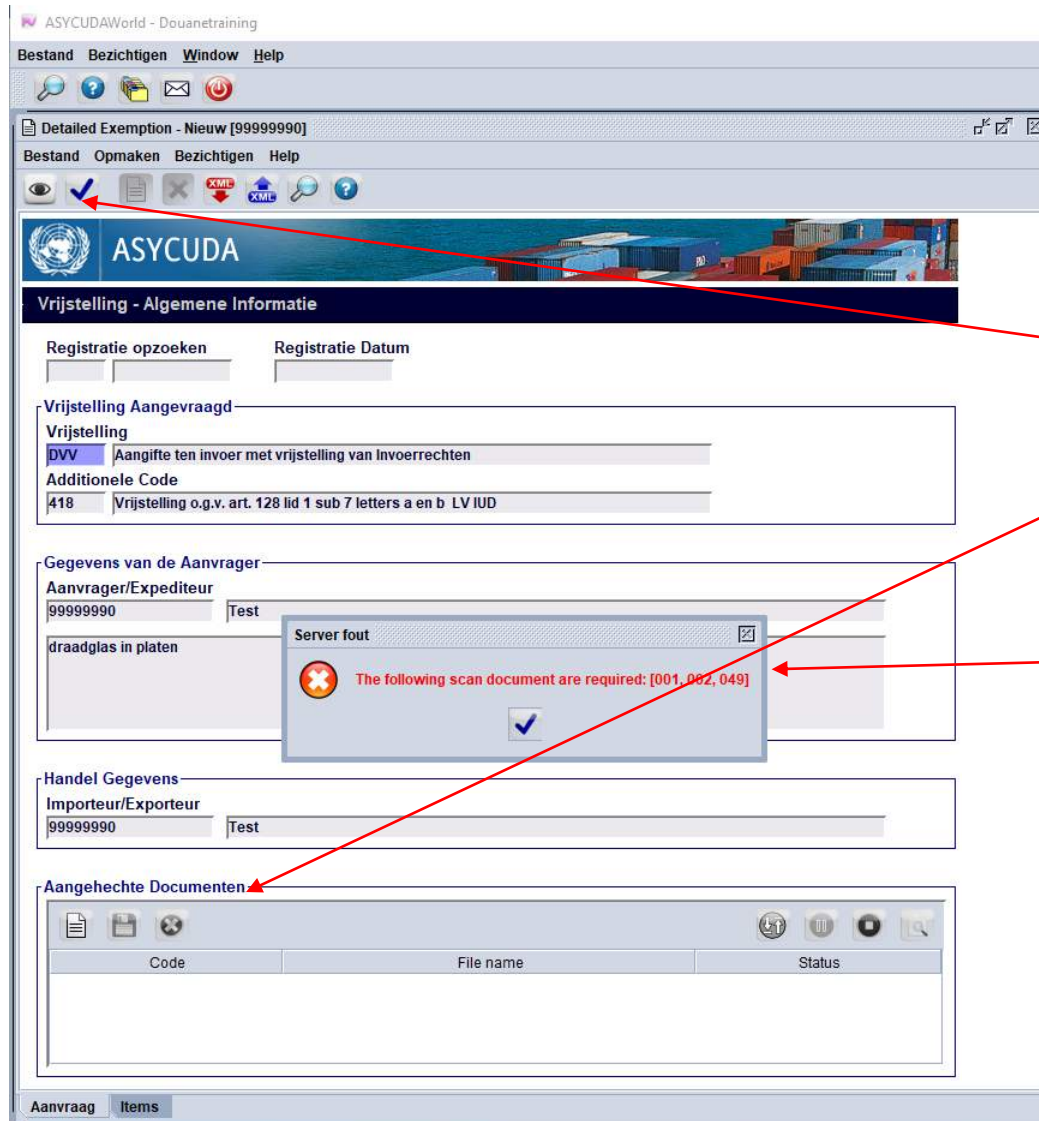 ASYCUDAWorld - Douanetraining
Bestand Bezichtigen Window Help
Detailed Exemption - Nieuw [99999990]
Bestand Opmaken Bezichtigen Help
XML XML
ASYCUDA
Vrijstelling - Algemene Informatie
Registratie opzoeken Registratie Datum
Vrijstelling Aangevraagd
Vrijstelling
DVV Aangifte ten invoer met vrijstelling van Invoerrechten
Additionele Code
418 Vrijstelling o.g.v. art. 128 lid 1 sub 7 letters a en b LV IUD
Gegevens van de Aanvrager
Aanvrager/Expediteur
99999990 Test
draadglas in platen
Server fout
The following scan document are required: [001, 002, 049]
Handel Gegevens
Importeur/Exporteur
99999990 Test
Aangehechte Documenten
Code File name Status
Aanvraag Items